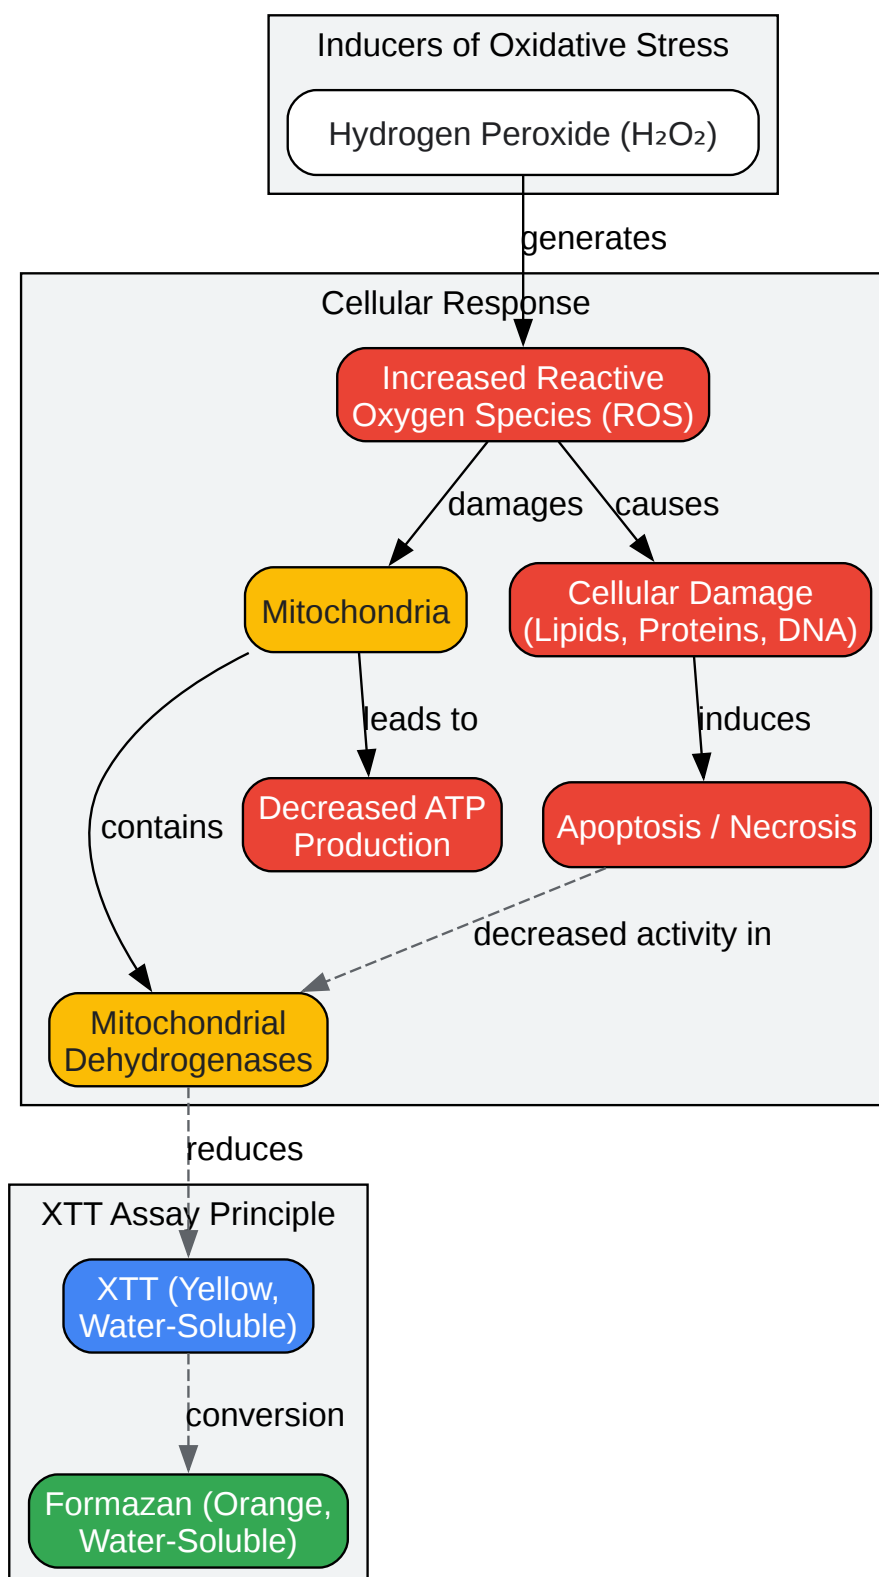 Inducers of Oxidative Stress
Hydrogen Peroxide (H₂O₂)
generates
Cellular Response
Increased Reactive
Oxygen Species (ROS)
damages
causes
Mitochondria
Cellular Damage
(Lipids, Proteins, DNA)
leads to
induces
contains
Decreased ATP
Production
Apoptosis / Necrosis
decreased activity in
Mitochondrial
Dehydrogenases
reduces
XTT Assay Principle
XTT (Yellow,
Water-Soluble)
conversion
Formazan (Orange,
Water-Soluble)